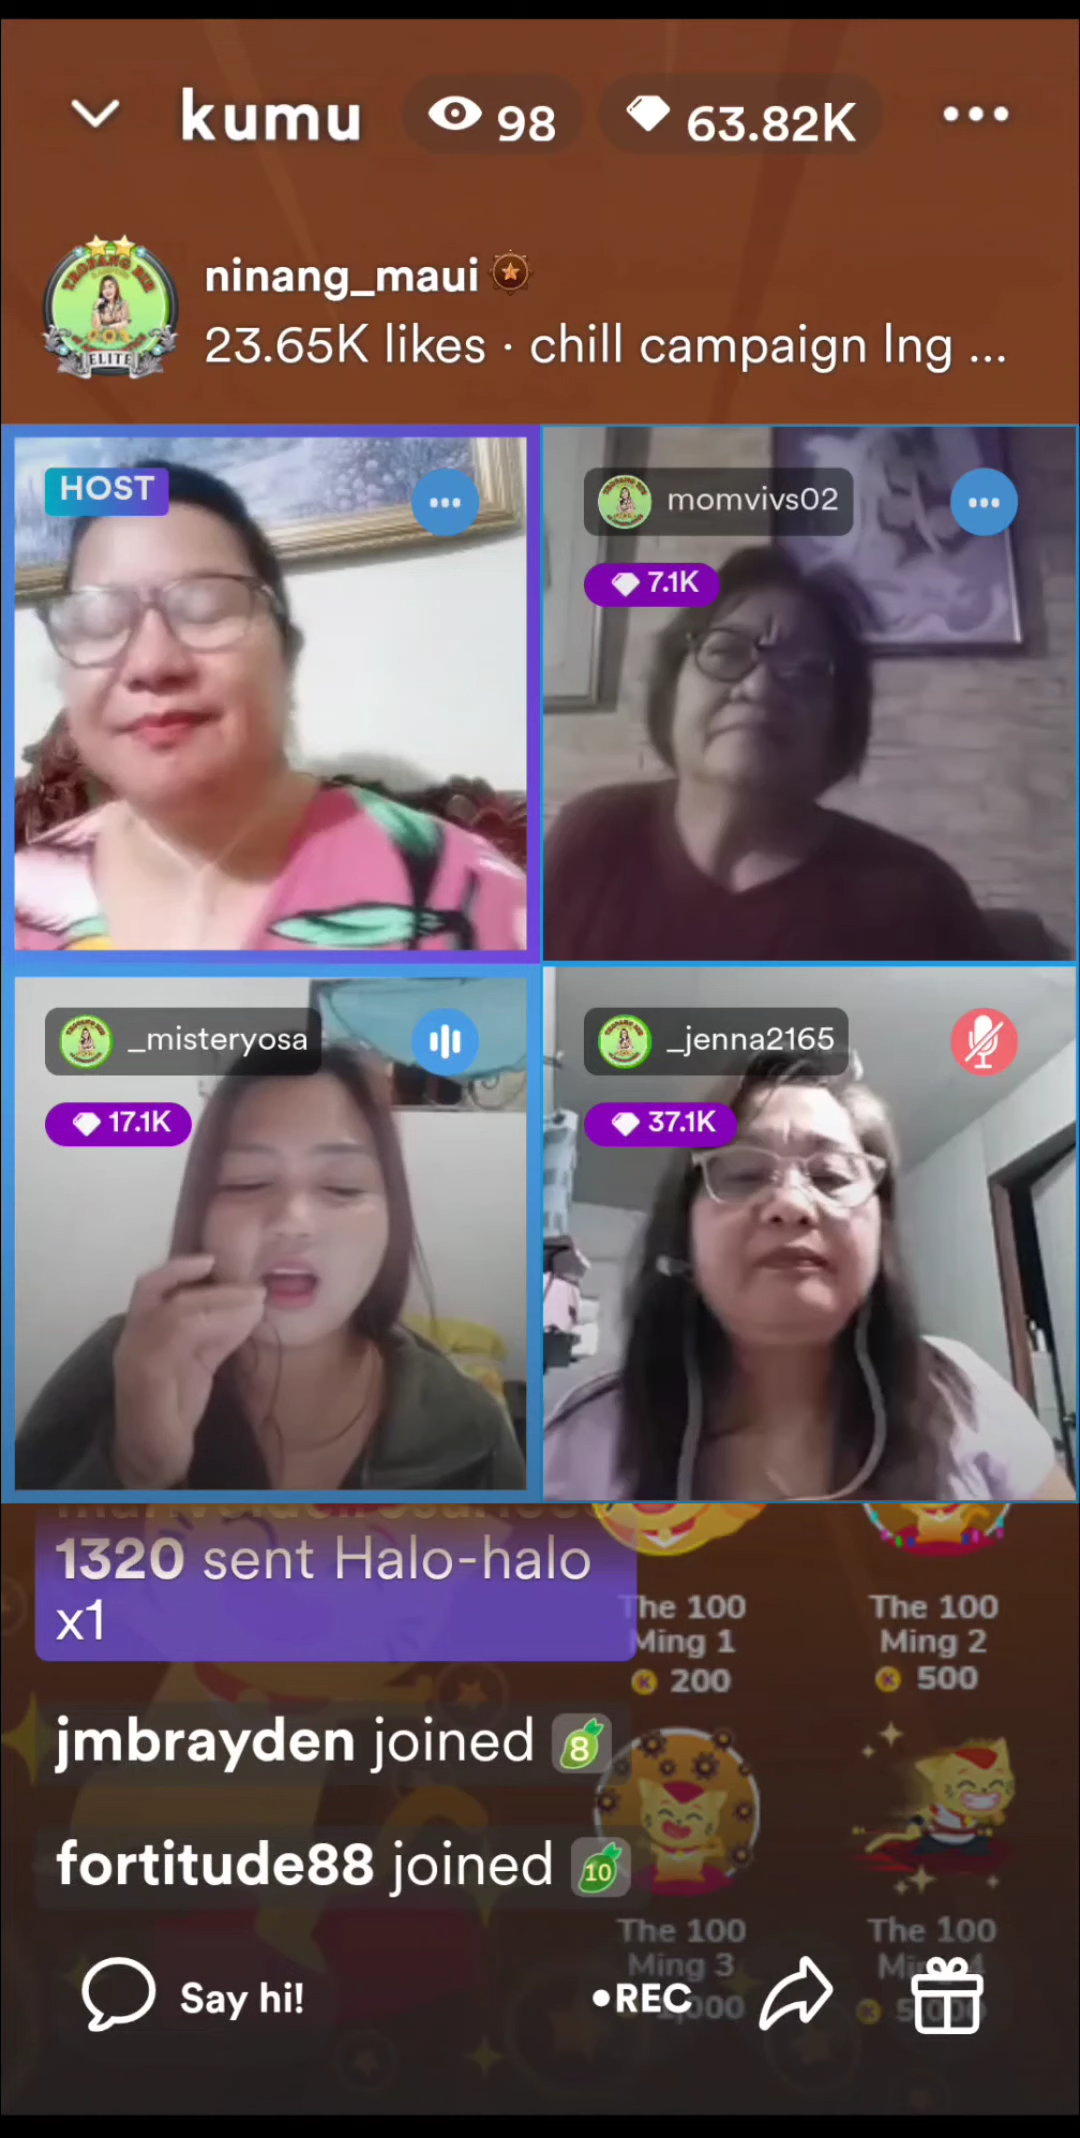 kumu 98 63.82K
ninang_maui
23.65K likes · chill campaign lng ...
ELITE
HOST
momvivs02
7.1K
_misteryosa
17.1K
_jenna2165
37.1K
1320 sent Halo-halo
x1
The 100
Ming 1
200
The 100
Ming 2
500
jmbrayden joined 8
fortitude88 joined 10
The 100
Ming 3
The 100
Say hi!
•REC